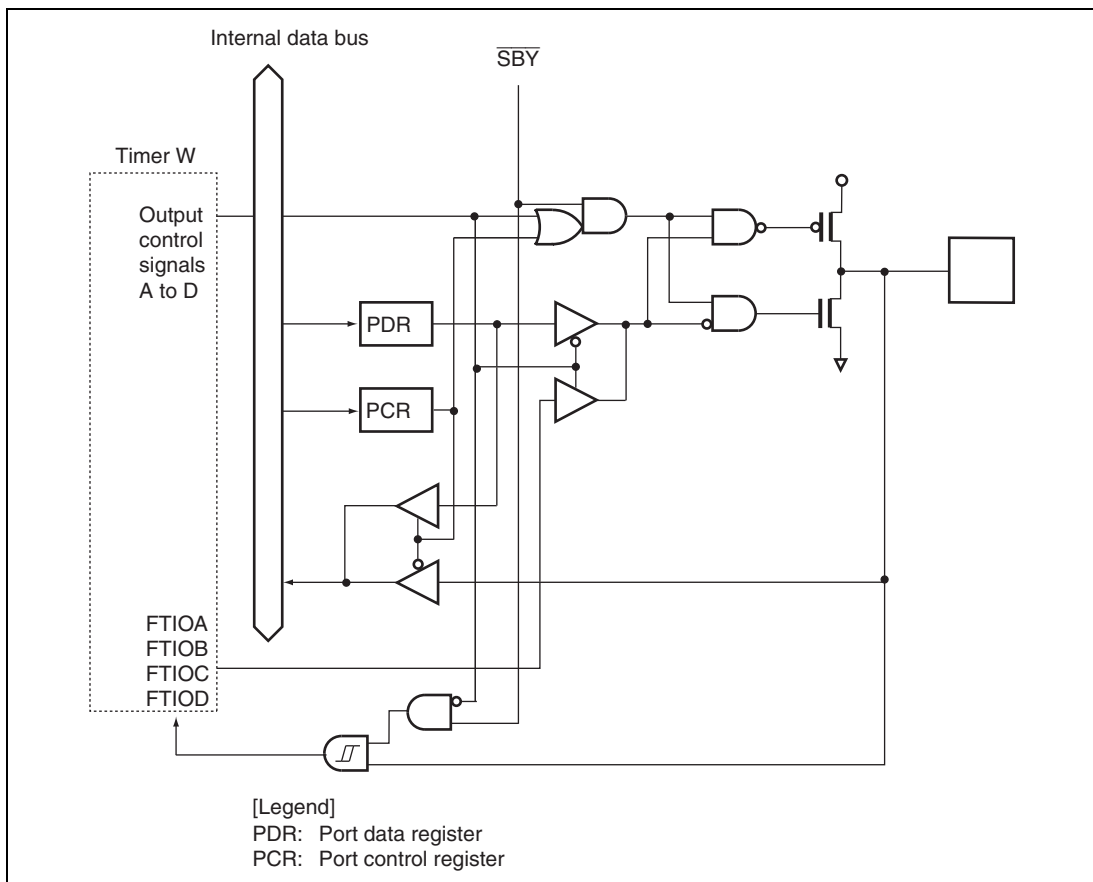 Internal data bus
S̅B̅Y̅
Timer W
Output
control
signals
A to D
PDR
PCR
FTIOA
FTIOB
FTIOC
FTIOD
[Legend]
PDR: Port data register
PCR: Port control register